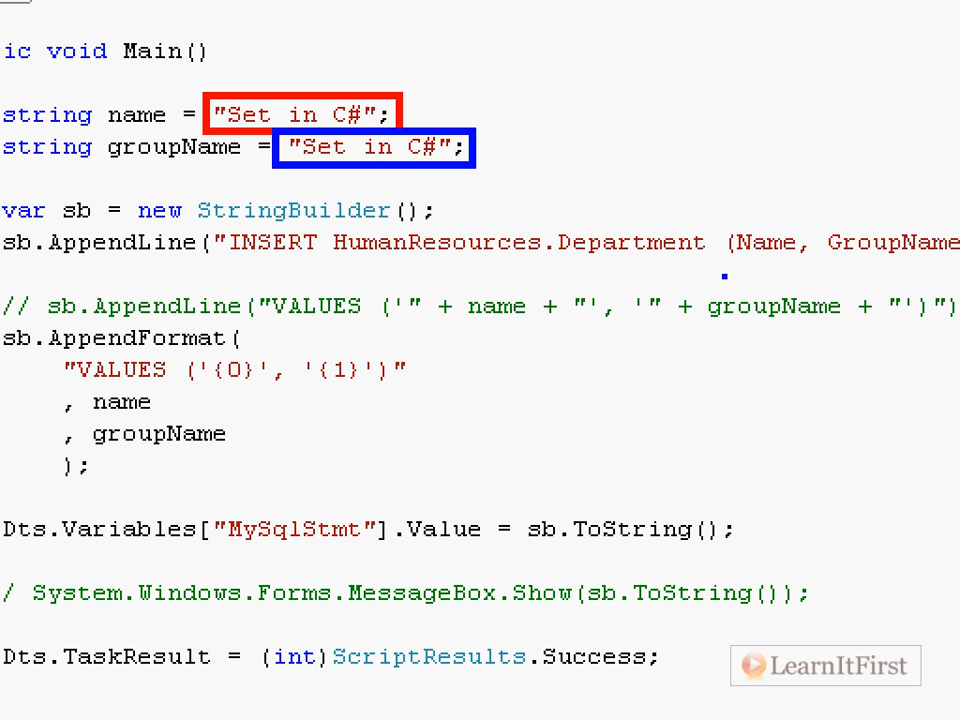 ic void Main()
string name = "Set in C#";
string groupName = "Set in C#";
var sb = new StringBuilder();
sb.AppendLine("INSERT HumanResources.Department (Name, GroupName
// sb.AppendLine("VALUES ('" + name + "', '" + groupName + "')")
sb.AppendFormat(
"VALUES ('{0}', '{1}')"
, name
, groupName
);
Dts.Variables["MySqlStmt"].Value = sb.ToString();
/ System.Windows.Forms.MessageBox.Show(sb.ToString());
Dts.TaskResult = (int)ScriptResults.Success;
LearnItFirst